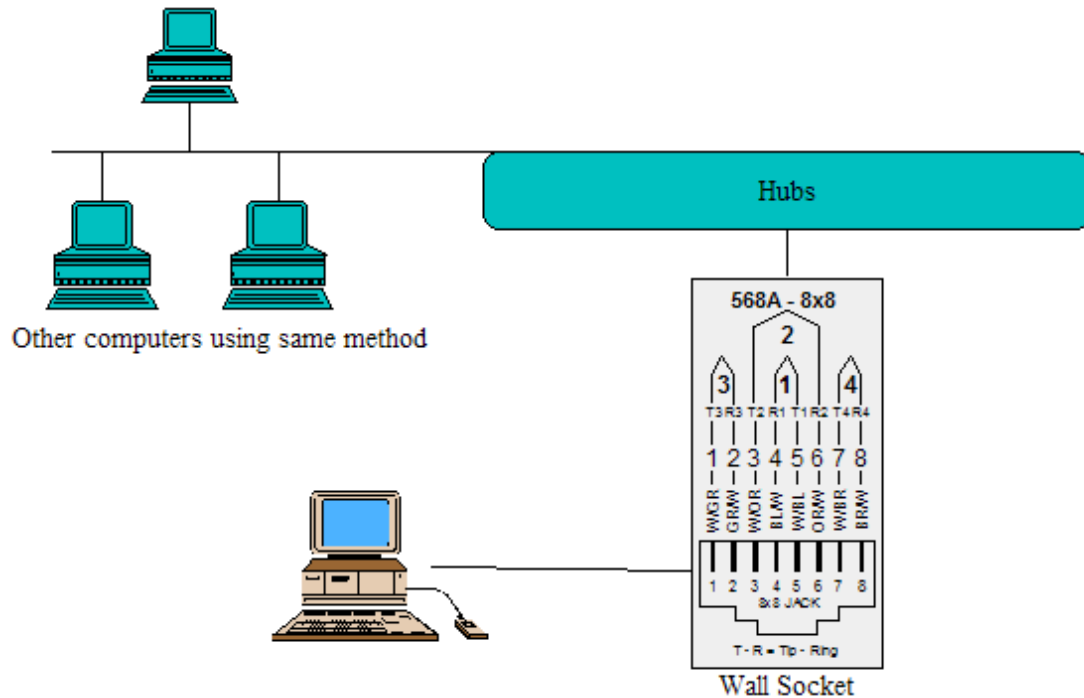 Hubs
568A - 8x8
2
3 1 4
T3 R3 T2 R1 T1 R2 T4 R4
1 2 3 4 5 6 7 8
W/GR GR/W W/OR BL/W W/BL OR/W W/BR BR/W
1 2 3 4 5 6 7 8
8x8 JACK
T - R = Tip - Ring
Wall Socket
Other computers using same method